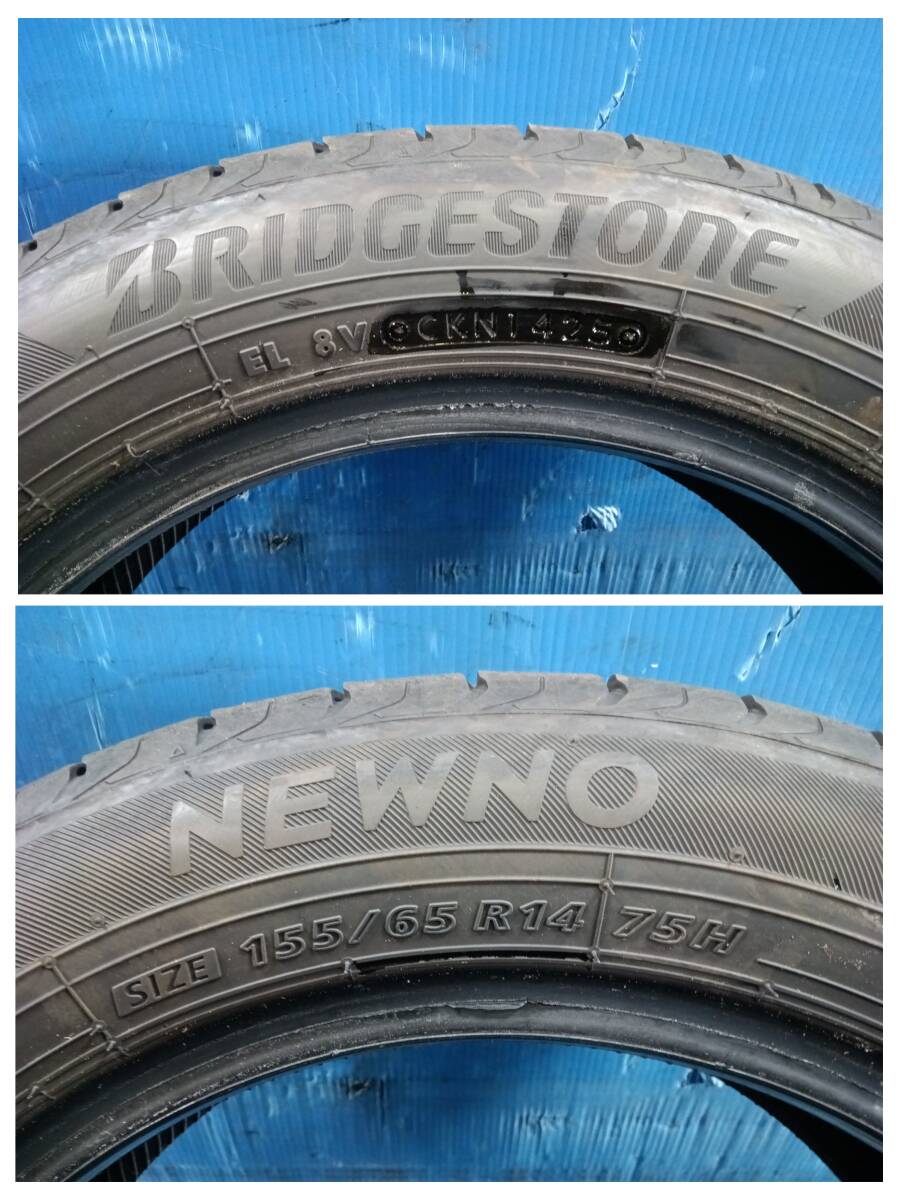 BRIDGESTONE
EL 8V CKN1425
NEWNO
SIZE 155/65 R14 75H